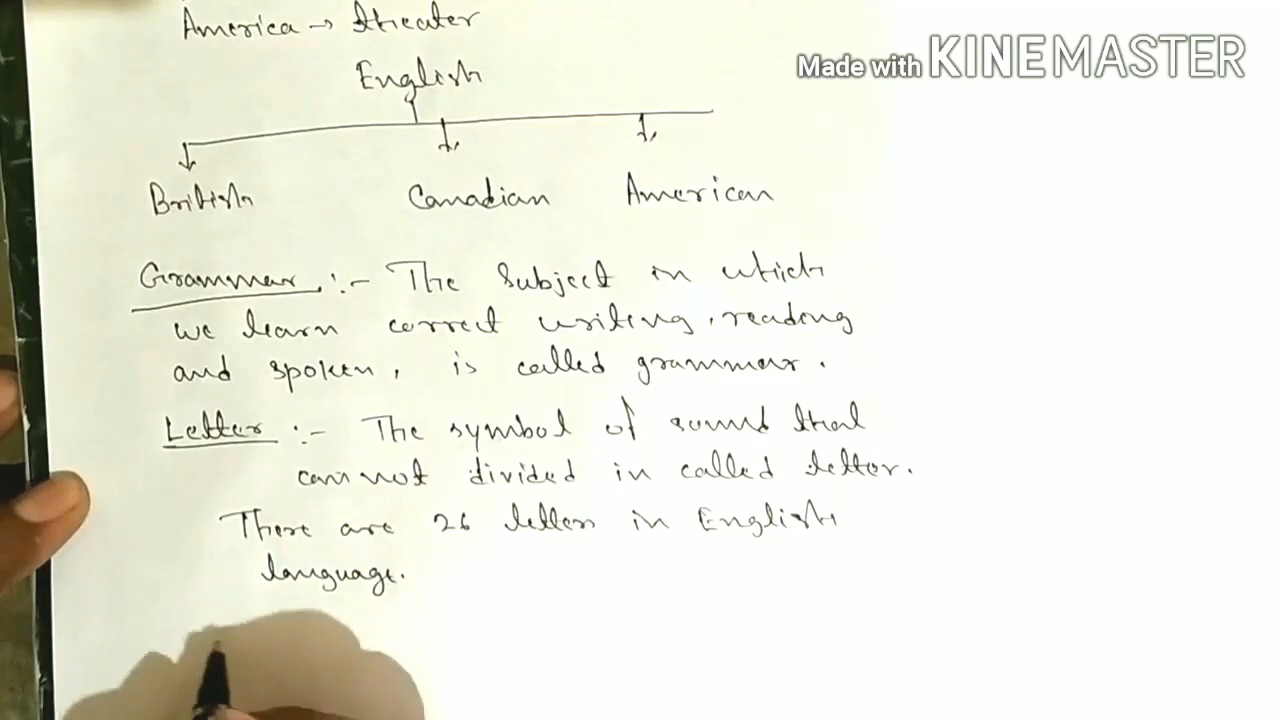 America → theater
Made with KINEMASTER
English
British Canadian American
Grammar :- The Subject in which
we learn correct writing, reading
and spoken, is called grammar.
Letter :- The symbol of sound that
can not divided in called letter.
There are 26 letters in English
language.